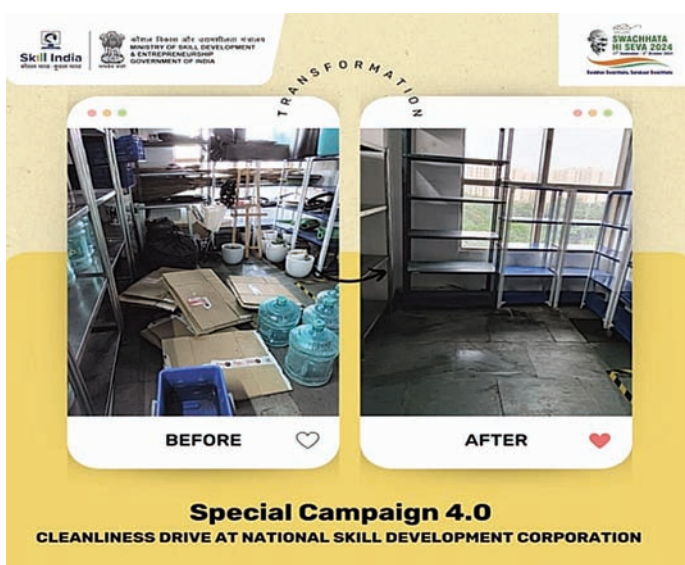 Skill India
कौशल भारत - कुशल भारत
कौशल विकास और उद्यमशीलता मंत्रालय
MINISTRY OF SKILL DEVELOPMENT
& ENTREPRENEURSHIP
GOVERNMENT OF INDIA
SWACHHATA
HI SEVA 2024
TRANSFORMATION
BEFORE
AFTER
Special Campaign 4.0
CLEANLINESS DRIVE AT NATIONAL SKILL DEVELOPMENT CORPORATION